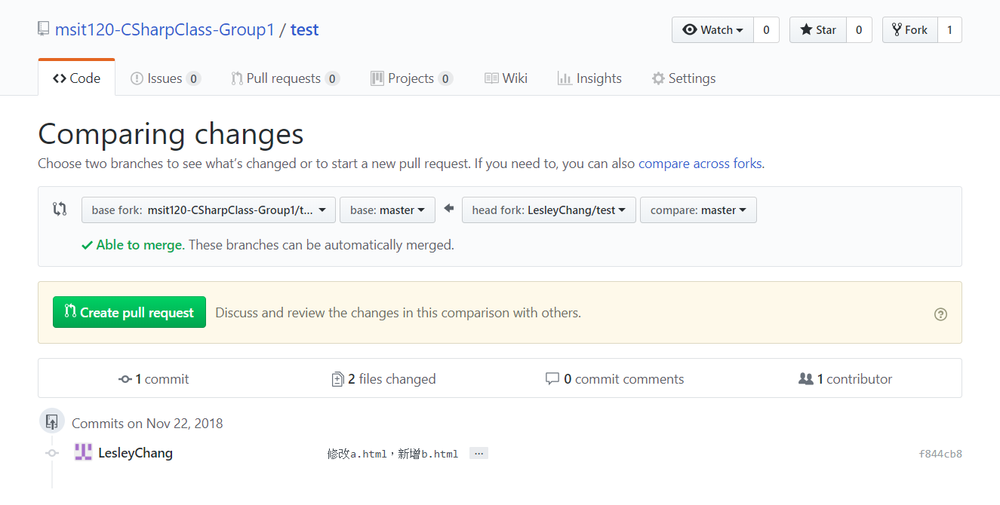 msit120-CSharpClass-Group1 / test
Watch 0 Star 0 Fork 1
Code Issues 0 Pull requests 0 Projects 0 Wiki Insights Settings
Comparing changes
Choose two branches to see what's changed or to start a new pull request. If you need to, you can also compare across forks.
base fork: msit120-CSharpClass-Group1/t... base: master head fork: LesleyChang/test compare: master
Able to merge. These branches can be automatically merged.
Create pull request Discuss and review the changes in this comparison with others.
1 commit 2 files changed 0 commit comments 1 contributor
Commits on Nov 22, 2018
LesleyChang 修改a.html，新增b.html ... f844cb8